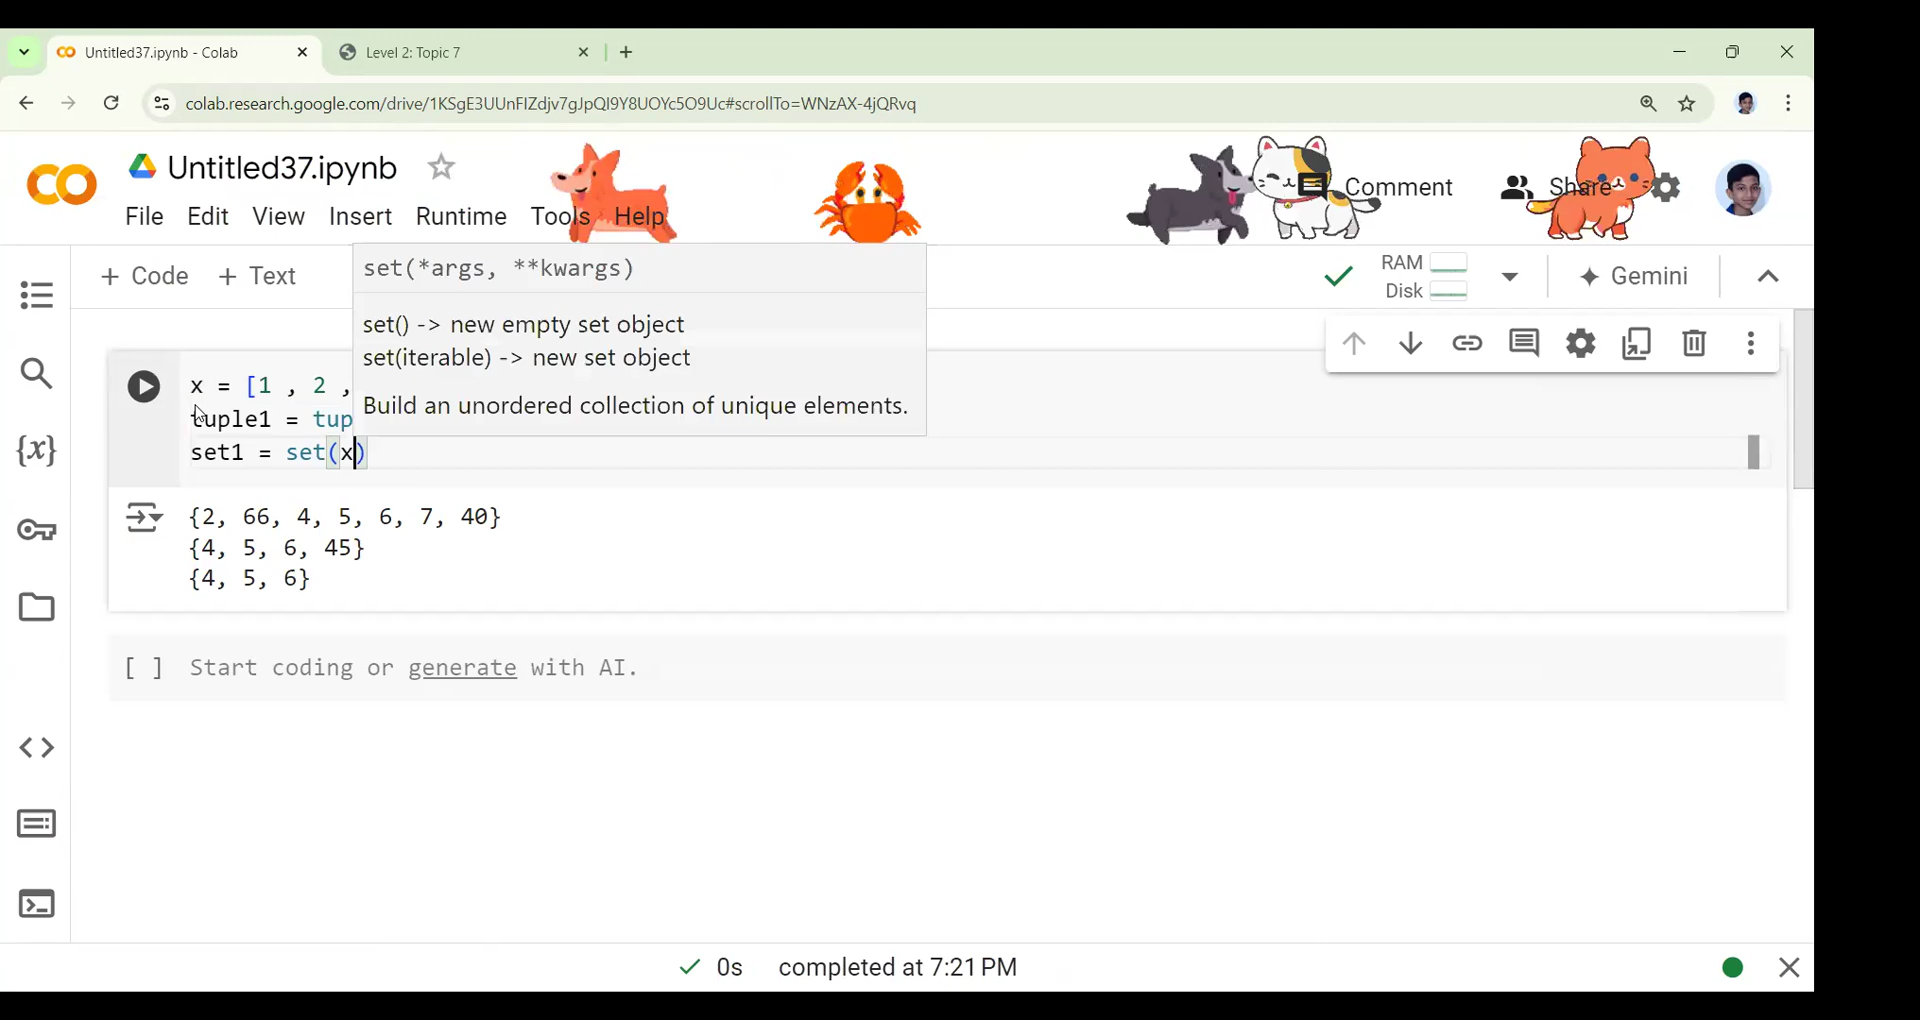 Untitled37.ipynb - Colab
Level 2: Topic 7
colab.research.google.com/drive/1KSgE3UUnFIZdjv7gJpQI9Y8UOYc5O9Uc#scrollTo=WNzAX-4jQRvq
Untitled37.ipynb
Comment
Share
File Edit View Insert Runtime Tools Help
+ Code + Text
RAM
Disk
Gemini
set(*args, **kwargs)
set() -> new empty set object
set(iterable) -> new set object
Build an unordered collection of unique elements.
x = [1 , 2 ,
tuple1 = tup
set1 = set(x)
{2, 66, 4, 5, 6, 7, 40}
{4, 5, 6, 45}
{4, 5, 6}
[ ] Start coding or generate with AI.
0s completed at 7:21 PM